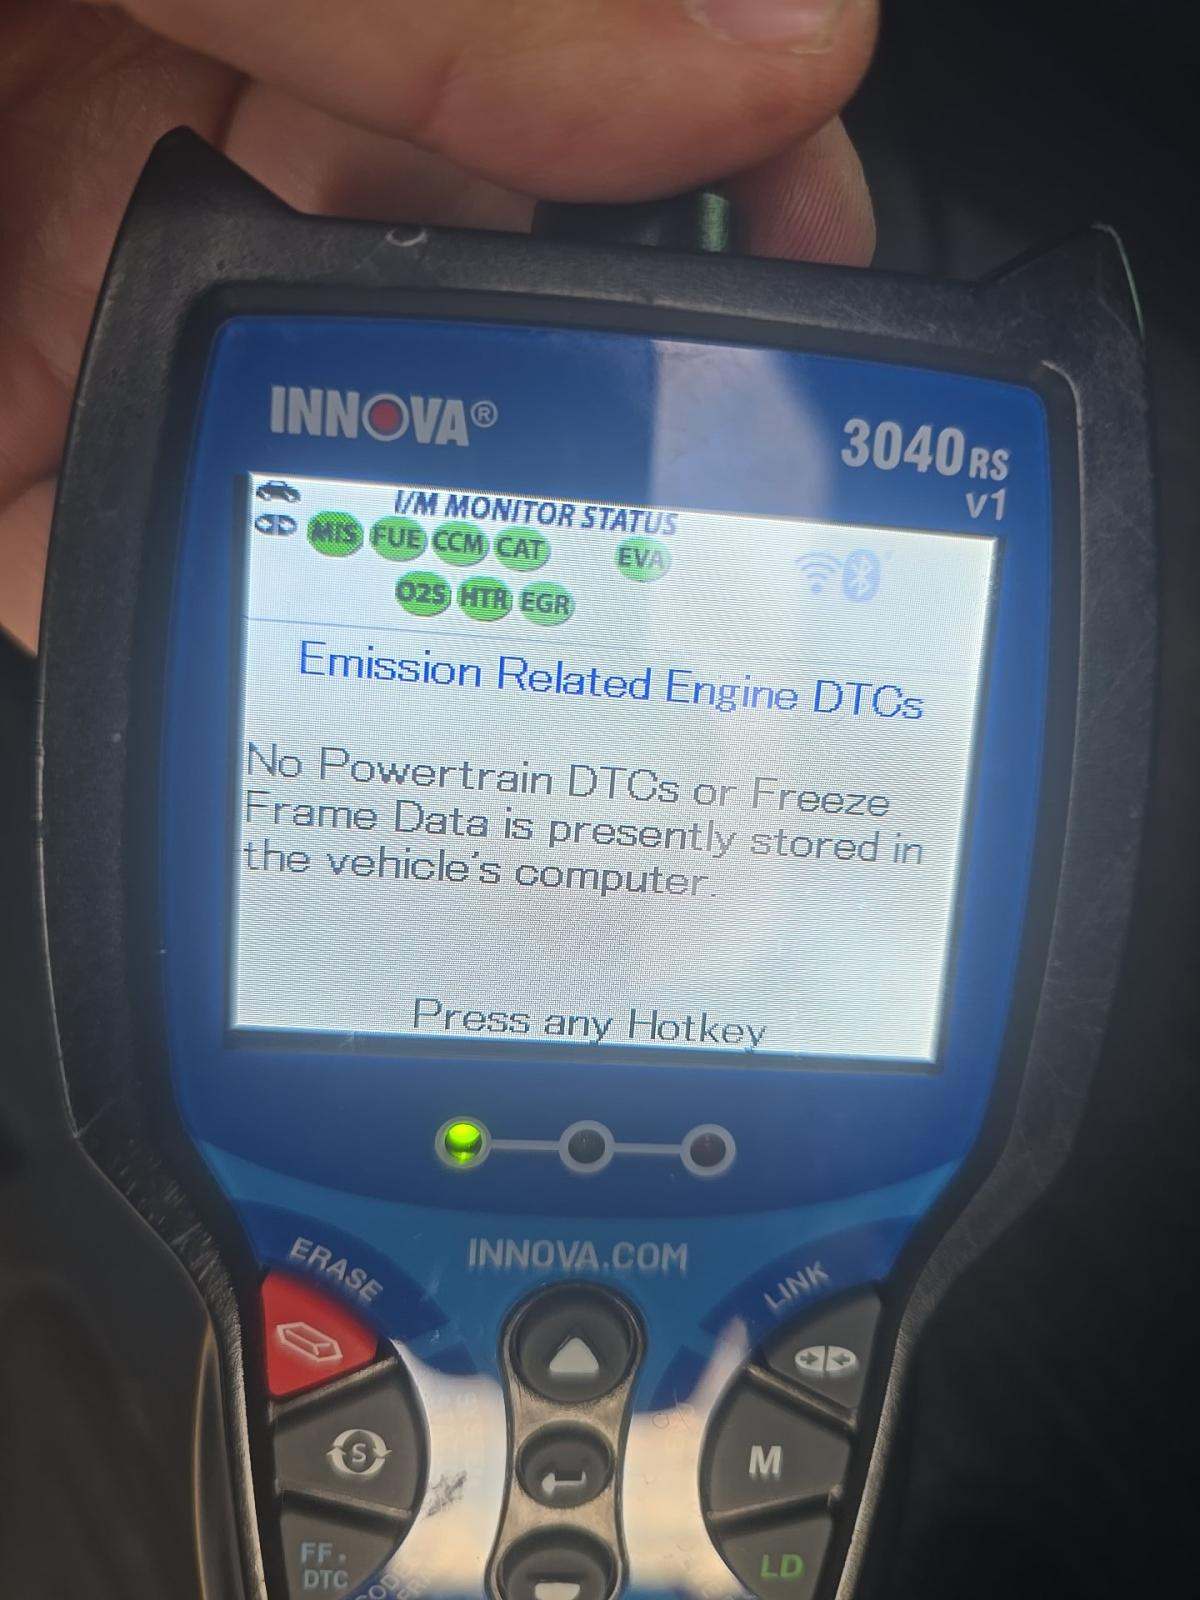 INNOVA®
3040RS
v1
I/M MONITOR STATUS
MIS FUE CCM CAT EVA
O2S HTR EGR
Emission Related Engine DTCs
No Powertrain DTCs or Freeze
Frame Data is presently stored in
the vehicle's computer.
Press any Hotkey
INNOVA.COM
ERASE
LINK
S
M
FF.
DTC
LD